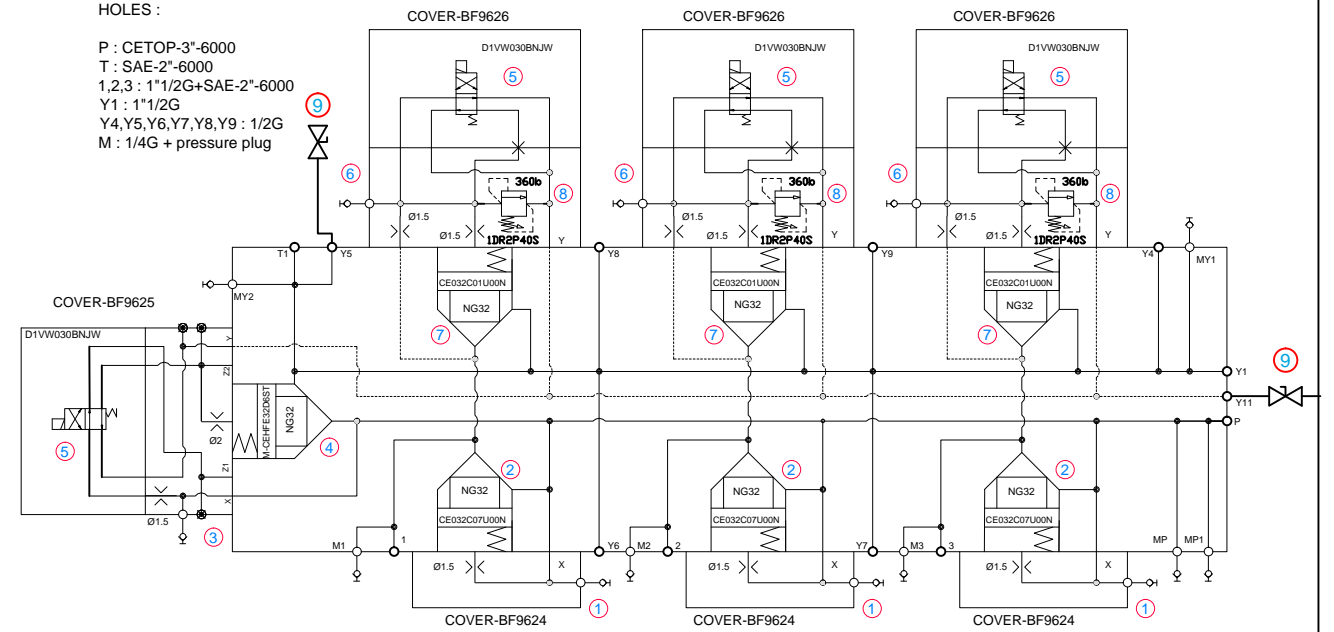 HOLES :
P : CETOP-3"-6000
T : SAE-2"-6000
1,2,3 : 1"1/2G+SAE-2"-6000
Y1 : 1"1/2G
Y4,Y5,Y6,Y7,Y8,Y9 : 1/2G
M : 1/4G + pressure plug
COVER-BF9626
COVER-BF9626
COVER-BF9626
D1VW030BNJW
D1VW030BNJW
D1VW030BNJW
5
5
5
9
6
6
6
360b
360b
360b
8
8
8
Ø1.5
Ø1.5
1DR2P40S
Y
Ø1.5
Ø1.5
1DR2P40S
Y
Ø1.5
Ø1.5
1DR2P40S
Y
T1
Y5
Y8
Y9
Y4
MY1
MY2
CE032C01U00N
CE032C01U00N
CE032C01U00N
NG32
NG32
NG32
7
7
7
COVER-BF9625
D1VW030BNJW
Y
Z2
Z1
X
M-CEHFE32D6ST
NG32
4
5
Ø2
Ø1.5
3
Y1
Y11
P
9
2
2
2
NG32
NG32
NG32
CE032C07U00N
CE032C07U00N
CE032C07U00N
M1
1
Y6
M2
2
Y7
M3
3
MP
MP1
Ø1.5
X
Ø1.5
X
Ø1.5
X
1
1
1
COVER-BF9624
COVER-BF9624
COVER-BF9624